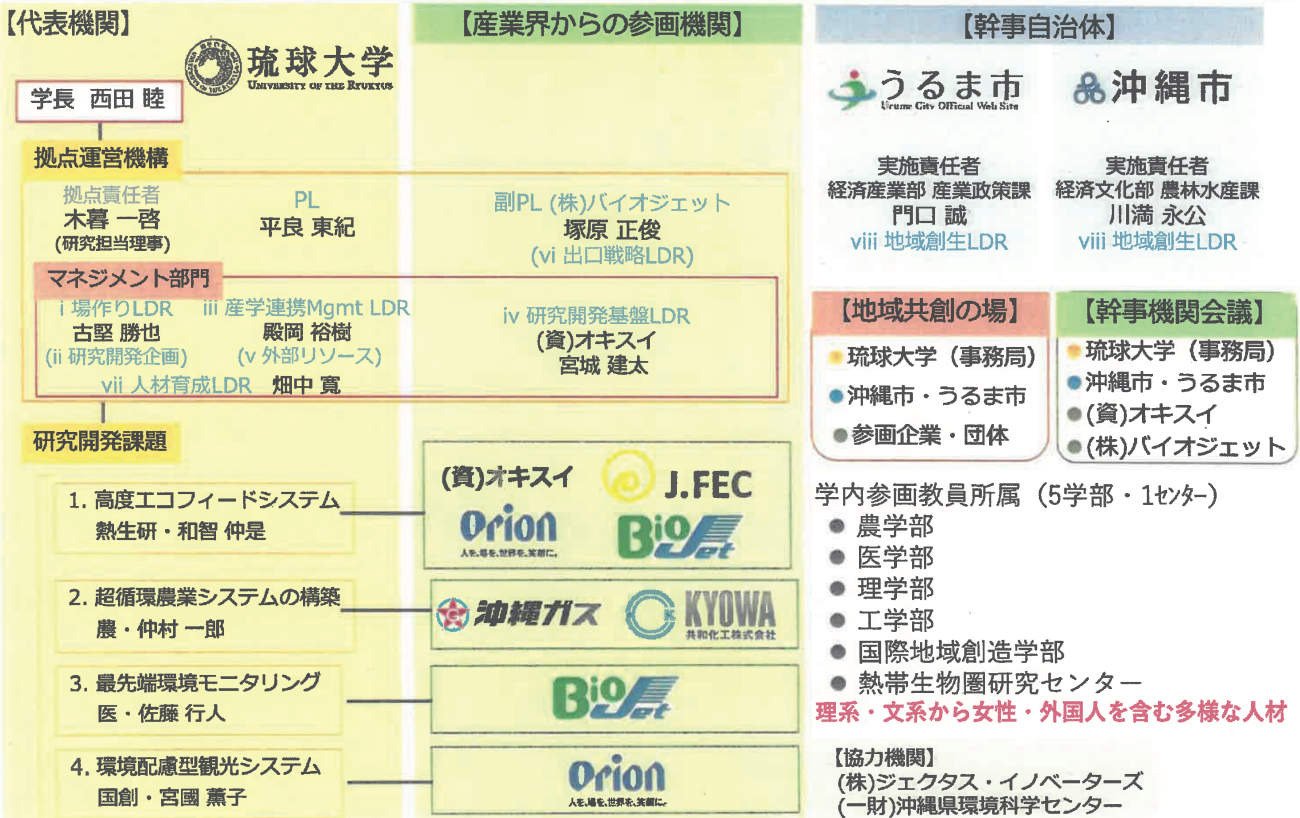 【代表機関】
琉球大学
UNIVERSITY OF THE RYUKYUS
学長 西田 睦
拠点運営機構
拠点責任者
木暮 一啓
(研究担当理事)
PL
平良 東紀
マネジメント部門
i 場作りLDR
古堅 勝也
(ii 研究開発企画)
iii 産学連携Mgmt LDR
殿岡 裕樹
(v 外部リソース)
vii 人材育成LDR 畑中 寛
【産業界からの参画機関】
副PL (株)バイオジェット
塚原 正俊
(vi 出口戦略LDR)
iv 研究開発基盤LDR
(資)オキスイ
宮城 建太
研究開発課題
1. 高度エコフィードシステム
熱生研・和智 仲是
(資)オキスイ
J.FEC
Orion
人を、場を、世界を、笑顔に。
BioJet
2. 超循環農業システムの構築
農・仲村 一郎
沖縄ガス
KYOWA
共和化工株式会社
3. 最先端環境モニタリング
医・佐藤 行人
BioJet
4. 環境配慮型観光システム
国創・宮國 薫子
Orion
人を、場を、世界を、笑顔に。
【幹事自治体】
うるま市
Uruma City Official Web Site
実施責任者
経済産業部 産業政策課
門口 誠
viii 地域創生LDR
沖縄市
実施責任者
経済文化部 農林水産課
川満 永公
viii 地域創生LDR
【地域共創の場】
琉球大学（事務局）
沖縄市・うるま市
参画企業・団体
【幹事機関会議】
琉球大学（事務局）
沖縄市・うるま市
(資)オキスイ
(株)バイオジェット
学内参画教員所属（5学部・1ｾﾝﾀｰ）
● 農学部
● 医学部
● 理学部
● 工学部
● 国際地域創造学部
● 熱帯生物圏研究センター
理系・文系から女性・外国人を含む多様な人材
【協力機関】
(株)ジェクタス・イノベーターズ
(一財)沖縄県環境科学センター